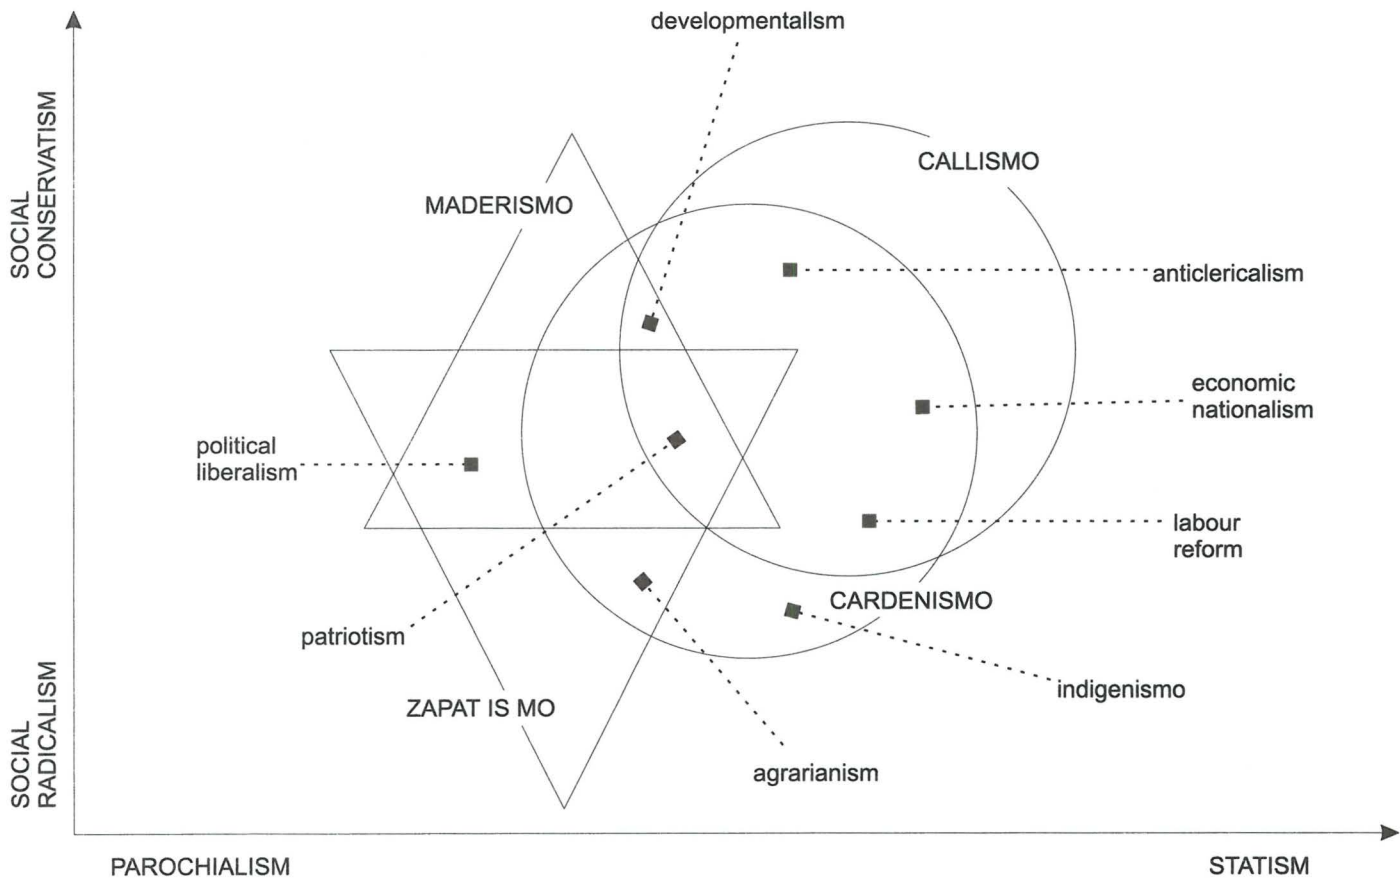 developmentalIsm
SOCIAL
CONSERVATISM
CALLISMO
MADERISMO
anticlericalism
economic
nationalism
political
liberalism
labour
reform
CARDENISMO
patriotism
indigenismo
ZAPAT IS MO
agrarianism
SOCIAL
RADICALISM
PAROCHIALISM
STATISM